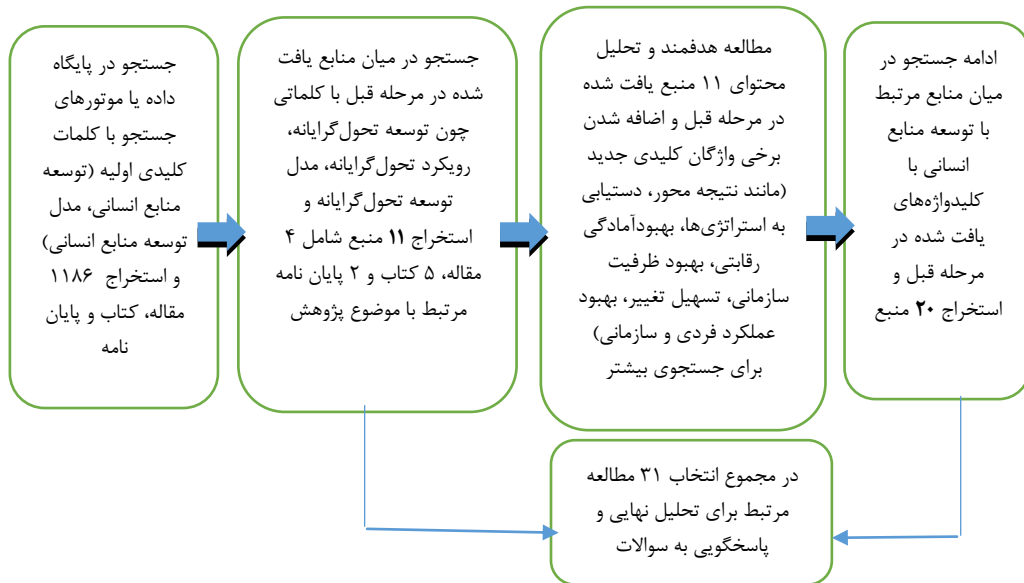 جستجو در پایگاه
داده یا موتورهای
جستجو با کلمات
کلیدی اولیه (توسعه
منابع انسانی، مدل
توسعه منابع انسانی)
و استخراج ۱۱۸۶
مقاله، کتاب و پایان
نامه
جستجو در میان منابع یافت
شده در مرحله قبل با کلماتی
چون توسعه تحول‌گرایانه،
رویکرد تحول‌گرایانه، مدل
توسعه تحول‌گرایانه و
استخراج ۱۱ منبع شامل ۴
مقاله، ۵ کتاب و ۲ پایان نامه
مرتبط با موضوع پژوهش
مطالعه هدفمند و تحلیل
محتوای ۱۱ منبع یافت شده
در مرحله قبل و اضافه شدن
برخی واژگان کلیدی جدید
(مانند نتیجه محور، دستیابی
به استراتژی‌ها، بهبودآمادگی
رقابتی، بهبود ظرفیت
سازمانی، تسهیل تغییر، بهبود
عملکرد فردی و سازمانی)
برای جستجوی بیشتر
ادامه جستجو در
میان منابع مرتبط
با توسعه منابع
انسانی با
کلیدواژه‌های
یافت شده در
مرحله قبل و
استخراج ۲۰ منبع
در مجموع انتخاب ۳۱ مطالعه
مرتبط برای تحلیل نهایی و
پاسخگویی به سوالات